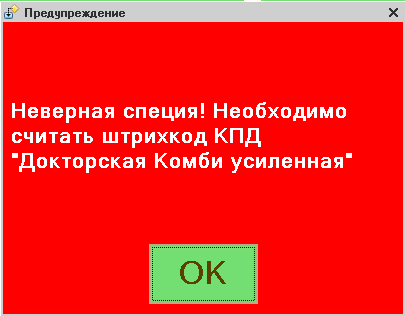 Предупреждение
Неверная специя! Необходимо
считать штрихкод КПД
"Докторская Комби усиленная"
OK